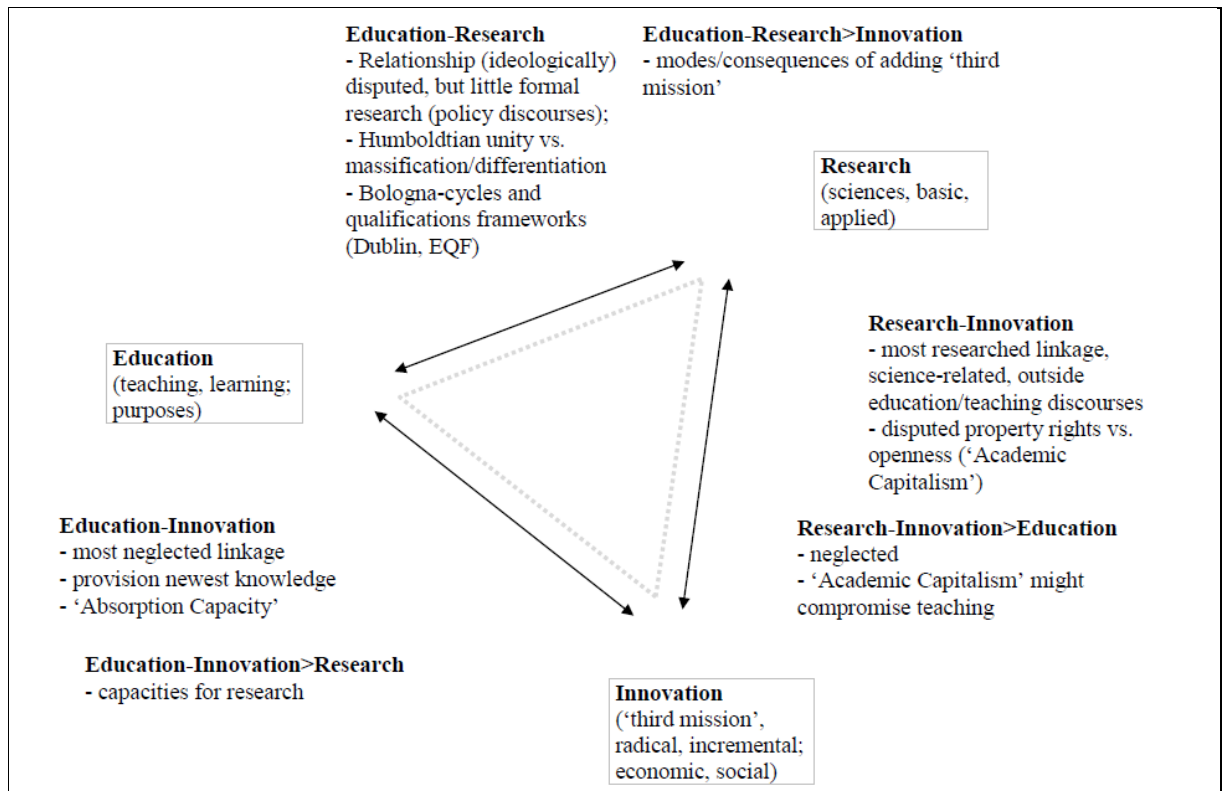 Education-Research
- Relationship (ideologically)
disputed, but little formal
research (policy discourses);
- Humboldtian unity vs.
massification/differentiation
- Bologna-cycles and
qualifications frameworks
(Dublin, EQF)
Education-Research>Innovation
- modes/consequences of adding ‘third
mission’
Research
(sciences, basic,
applied)
Education
(teaching, learning;
purposes)
Research-Innovation
- most researched linkage,
science-related, outside
education/teaching discourses
- disputed property rights vs.
openness (‘Academic
Capitalism’)
Education-Innovation
- most neglected linkage
- provision newest knowledge
- ‘Absorption Capacity’
Research-Innovation>Education
- neglected
- ‘Academic Capitalism’ might
compromise teaching
Education-Innovation>Research
- capacities for research
Innovation
(‘third mission’,
radical, incremental;
economic, social)